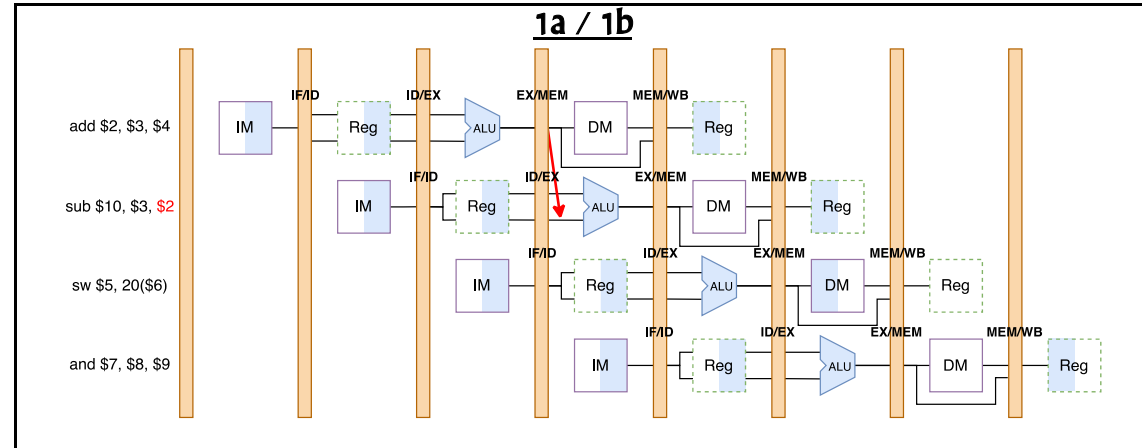 1a / 1b
IF/ID ID/EX EX/MEM MEM/WB
add $2, $3, $4 IM Reg ALU DM Reg
IF/ID ID/EX EX/MEM MEM/WB
sub $10, $3, $2 IM Reg ALU DM Reg
IF/ID ID/EX EX/MEM MEM/WB
sw $5, 20($6) IM Reg ALU DM Reg
IF/ID ID/EX EX/MEM MEM/WB
and $7, $8, $9 IM Reg ALU DM Reg